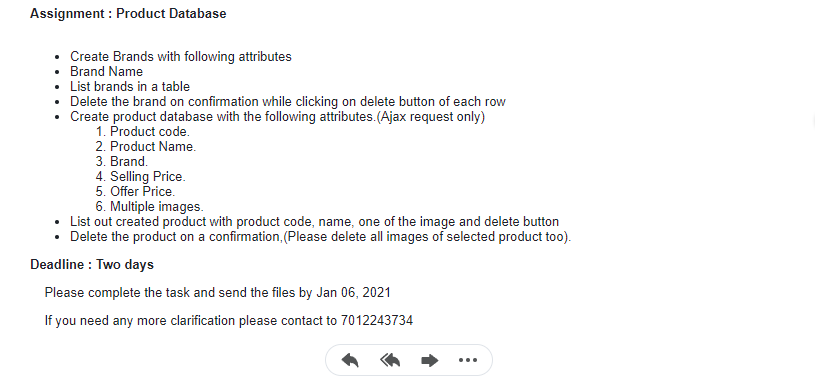 Assignment : Product Database
• Create Brands with following attributes
• Brand Name
• List brands in a table
• Delete the brand on confirmation while clicking on delete button of each row
• Create product database with the following attributes.(Ajax request only)
1. Product code.
2. Product Name.
3. Brand.
4. Selling Price.
5. Offer Price.
6. Multiple images.
• List out created product with product code, name, one of the image and delete button
• Delete the product on a confirmation,(Please delete all images of selected product too).
Deadline : Two days
Please complete the task and send the files by Jan 06, 2021
If you need any more clarification please contact to 7012243734